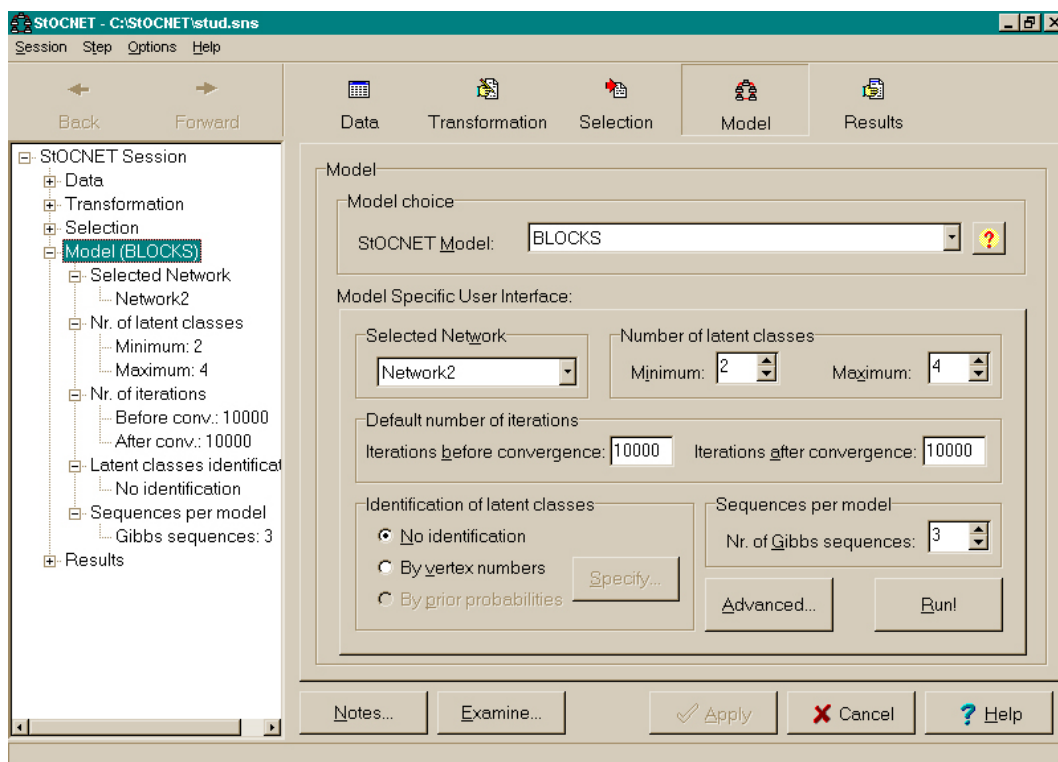 StOCNET - C:\StOCNET\stud.sns
Session Step Options Help
Back Forward Data Transformation Selection Model Results
StOCNET Session
Data
Transformation
Selection
Model (BLOCKS)
Selected Network
Network2
Nr. of latent classes
Minimum: 2
Maximum: 4
Nr. of iterations
Before conv.: 10000
After conv.: 10000
Latent classes identificat
No identification
Sequences per model
Gibbs sequences: 3
Results
Model
Model choice
StOCNET Model: BLOCKS ?
Model Specific User Interface:
Selected Network
Network2
Number of latent classes
Minimum: 2 Maximum: 4
Default number of iterations
Iterations before convergence: 10000 Iterations after convergence: 10000
Identification of latent classes
No identification
By vertex numbers
By prior probabilities
Specify...
Sequences per model
Nr. of Gibbs sequences: 3
Advanced... Run!
Notes... Examine... Apply Cancel ? Help